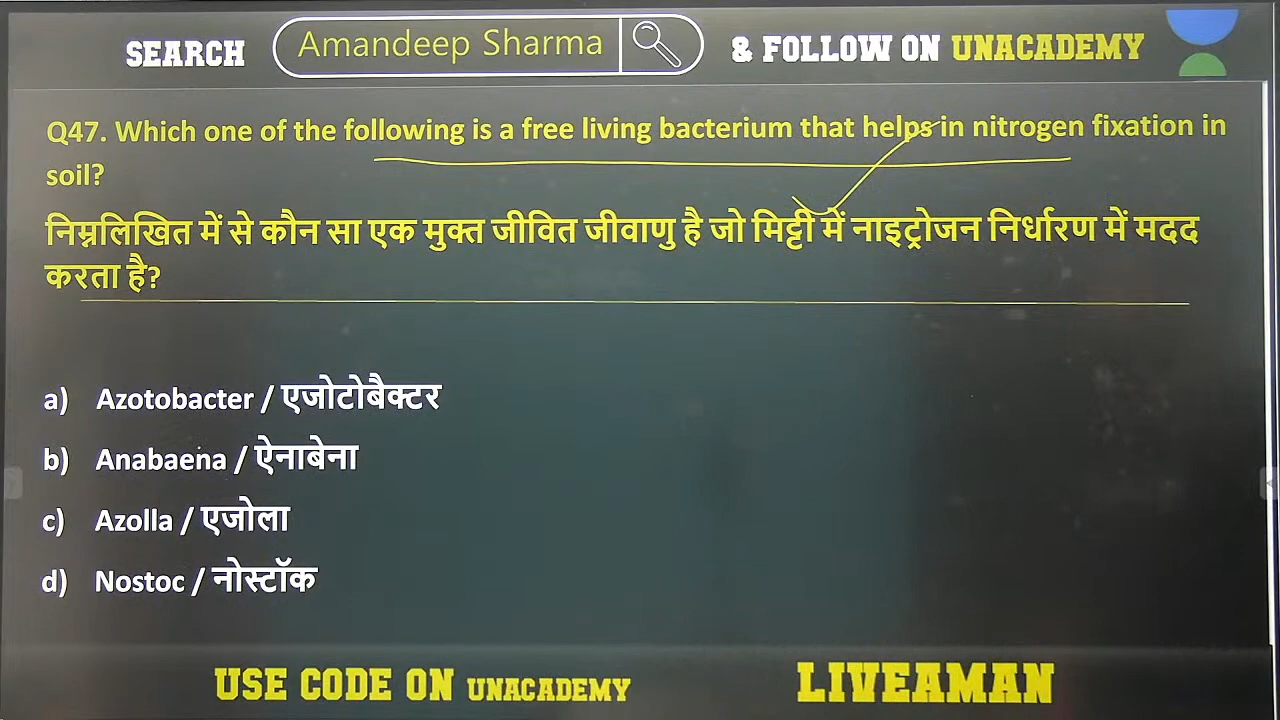 SEARCH Amandeep Sharma & FOLLOW ON UNACADEMY
Q47. Which one of the following is a free living bacterium that helps in nitrogen fixation in
soil?
निम्नलिखित में से कौन सा एक मुक्त जीवित जीवाणु है जो मिट्टी में नाइट्रोजन निर्धारण में मदद
करता है?
a) Azotobacter / एजोटोबैक्टर
b) Anabaena / ऐनाबेना
c) Azolla / एजोला
d) Nostoc / नोस्टॉक
USE CODE ON UNACADEMY LIVEAMAN